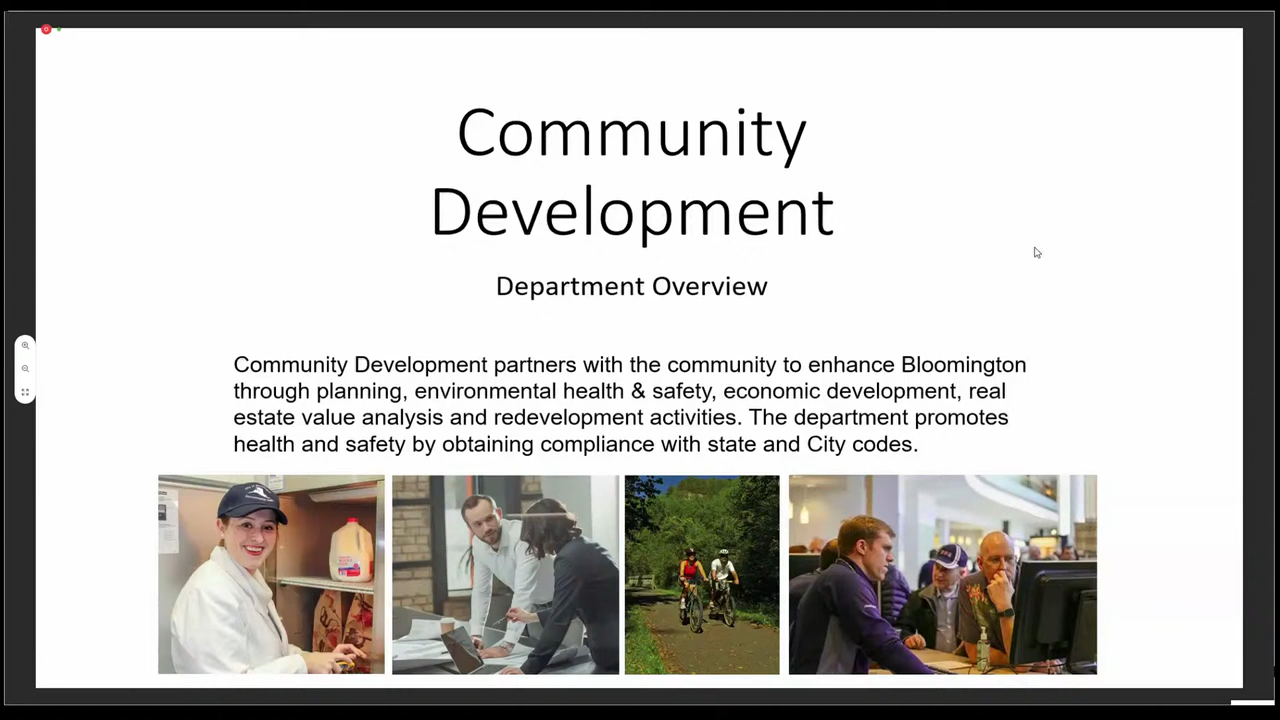 Community
Development
Department Overview
Community Development partners with the community to enhance Bloomington
through planning, environmental health & safety, economic development, real
estate value analysis and redevelopment activities. The department promotes
health and safety by obtaining compliance with state and City codes.